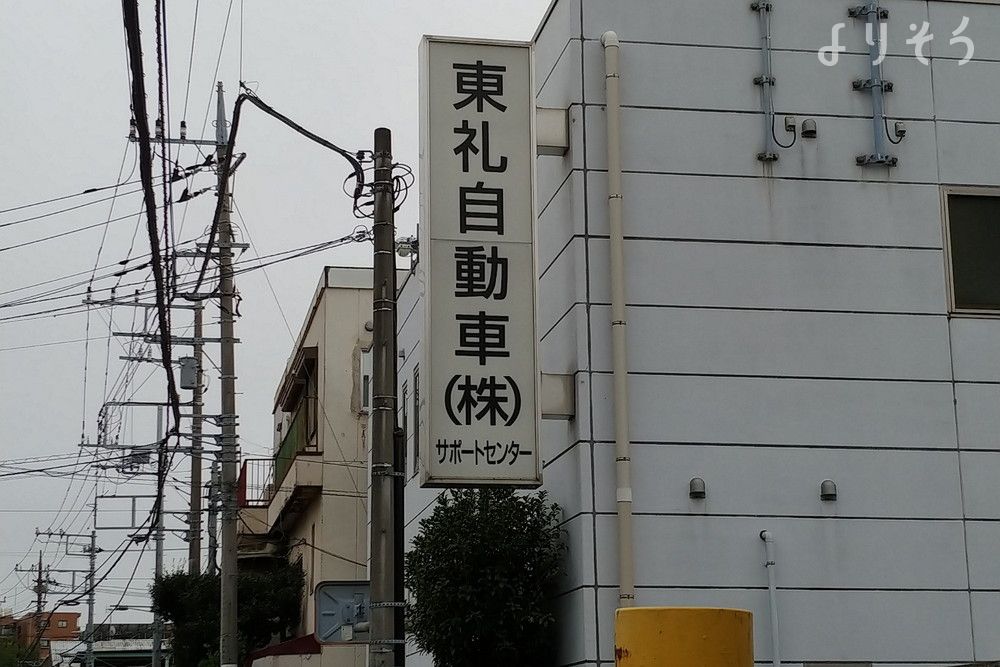 東礼自動車(株)
サポートセンター
よりそう